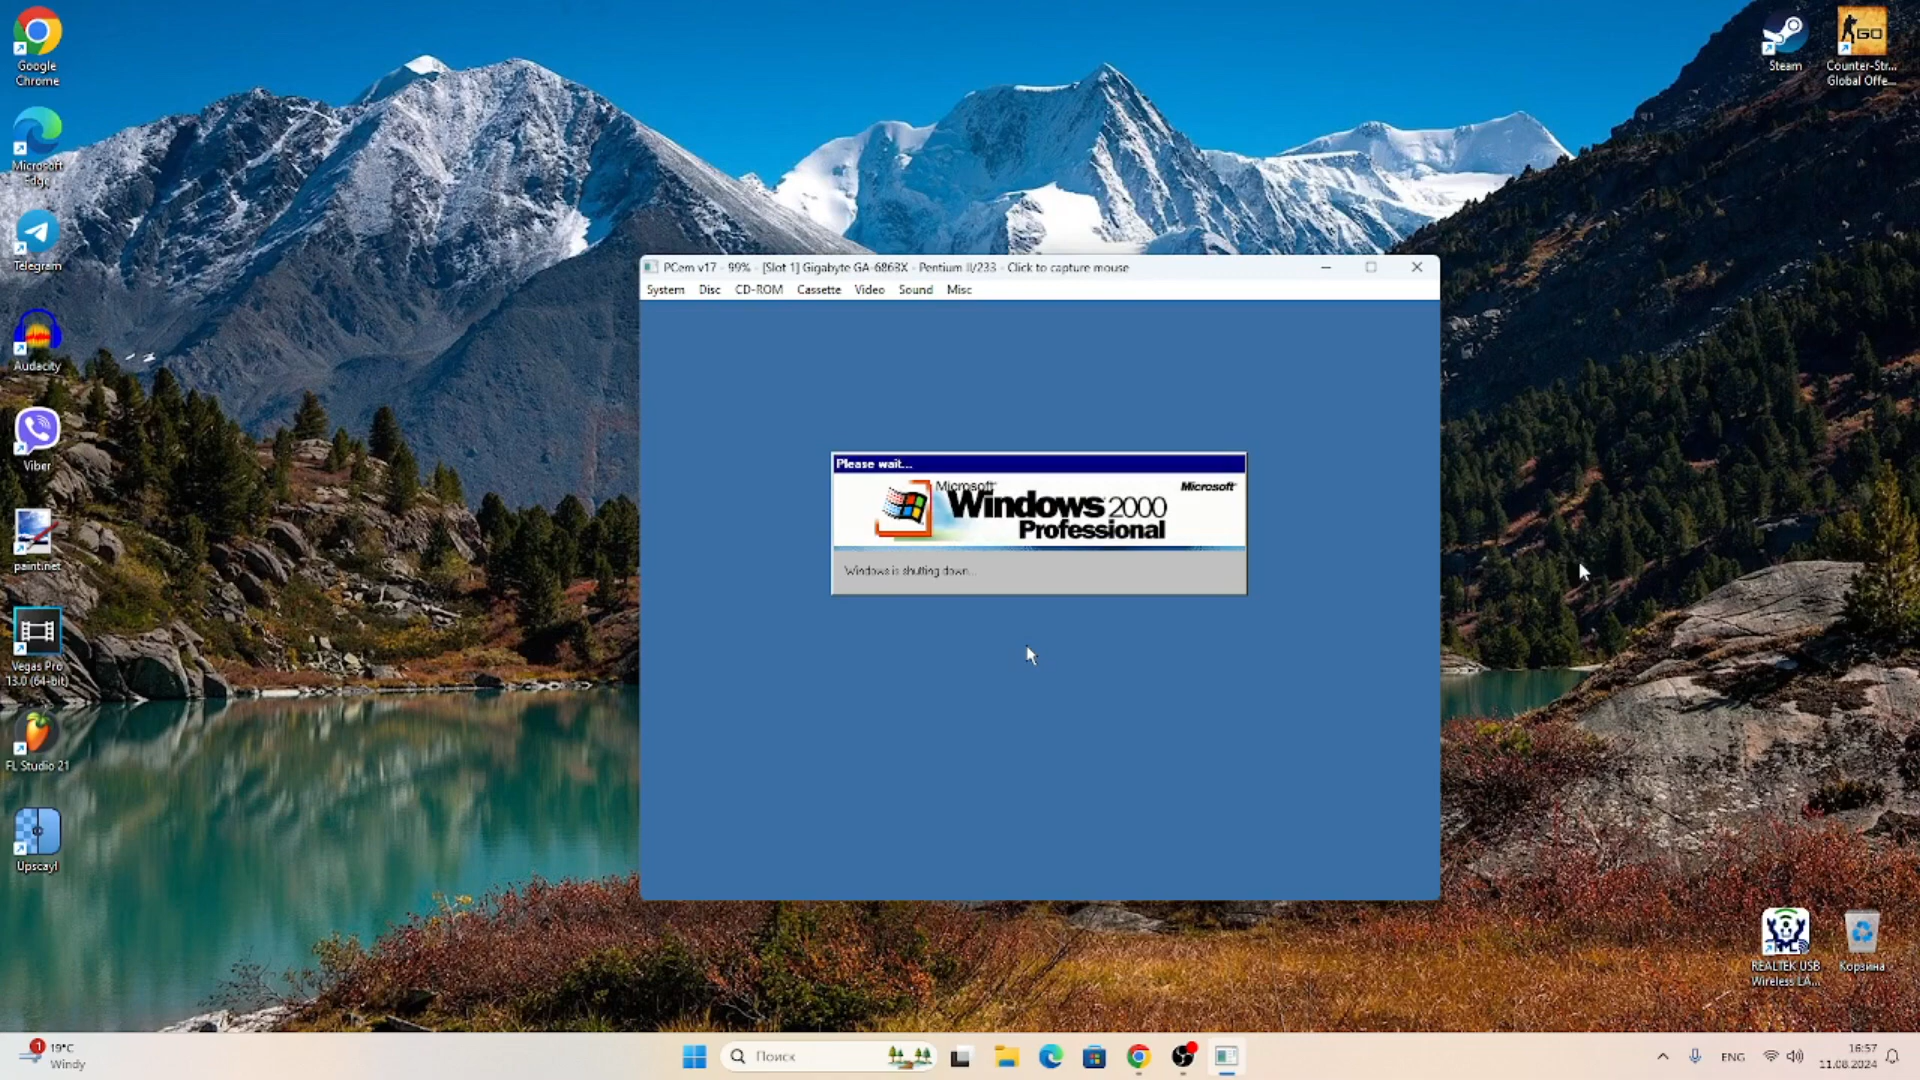 Google
Chrome
Microsoft
Edge
Telegram
Audacity
Viber
paint.net
Vegas Pro
13.0 (64-bit)
FL Studio 21
Upscayl
Steam
Counter-Str...
Global Offe...
GO
PCem v17 - 99% - [Slot 1] Gigabyte GA-686BX - Pentium II/233 - Click to capture mouse
System Disc CD-ROM Cassette Video Sound Misc
Please wait...
Microsoft
Windows 2000
Professional
Microsoft
Windows is shutting down...
REALTEK USB
Wireless LA...
Корзина
1
19°C
Windy
Поиск
ENG
16:57
11.08.2024